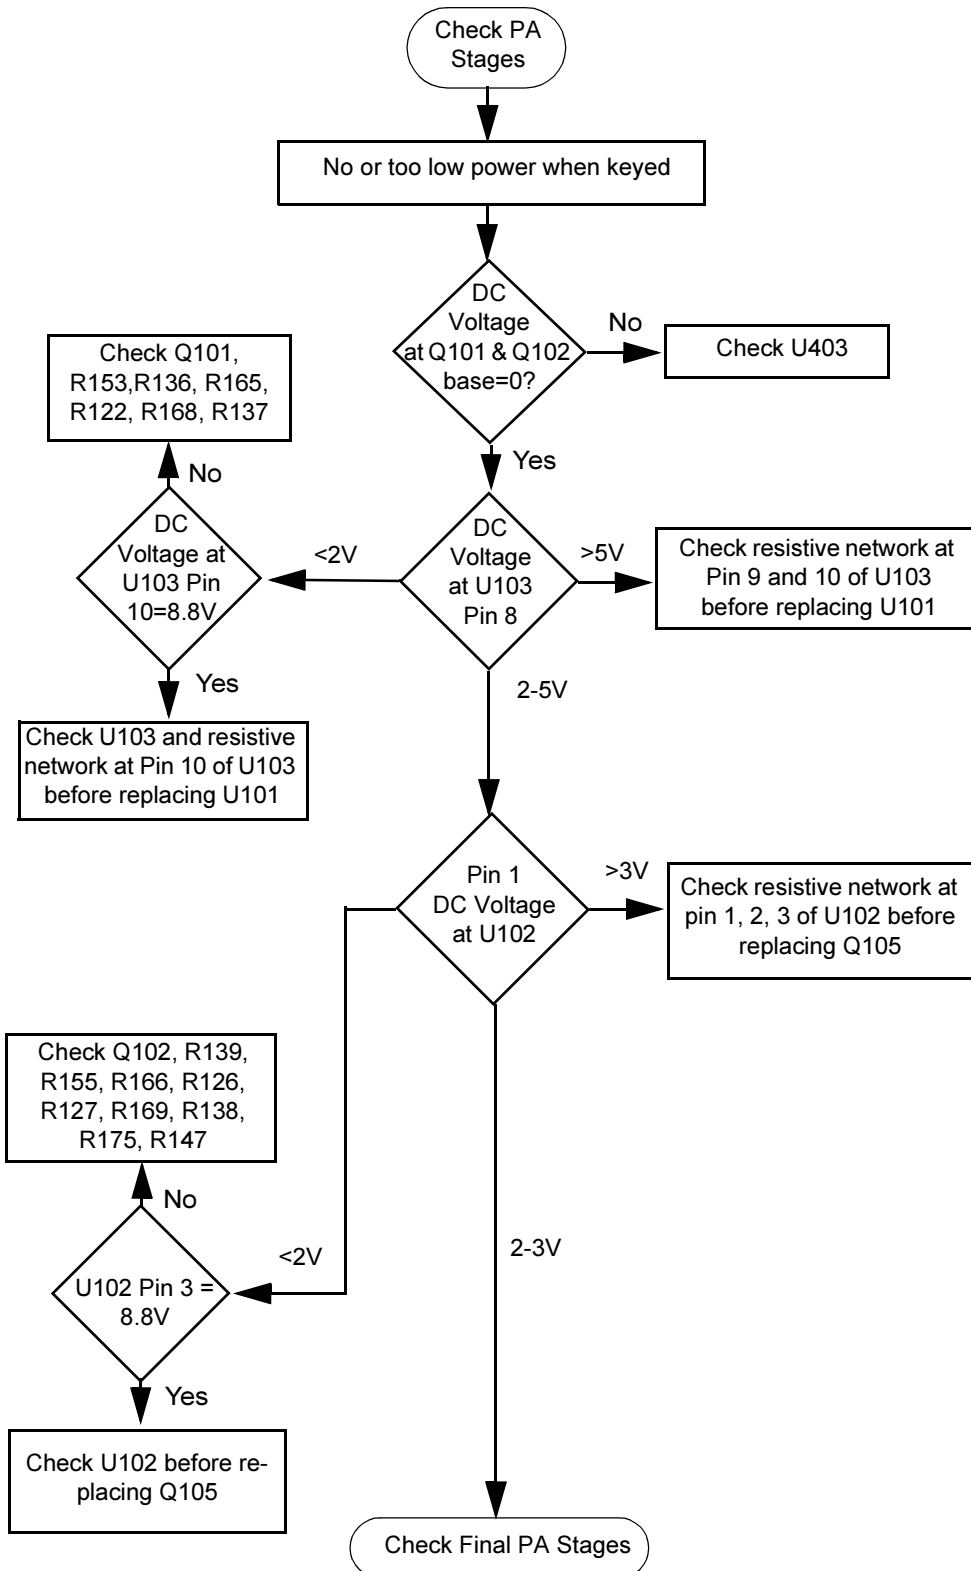 Check PA
Stages
No or too low power when keyed
DC
Voltage
at Q101 & Q102
base=0?
No
Check U403
Yes
Check Q101,
R153,R136, R165,
R122, R168, R137
No
DC
Voltage at
U103 Pin
10=8.8V
<2V
DC
Voltage
at U103
Pin 8
>5V
Check resistive network at
Pin 9 and 10 of U103
before replacing U101
Yes
Check U103 and resistive
network at Pin 10 of U103
before replacing U101
2-5V
Pin 1
DC Voltage
at U102
>3V
Check resistive network at
pin 1, 2, 3 of U102 before
replacing Q105
Check Q102, R139,
R155, R166, R126,
R127, R169, R138,
R175, R147
No
U102 Pin 3 =
8.8V
<2V
2-3V
Yes
Check U102 before re-
placing Q105
Check Final PA Stages